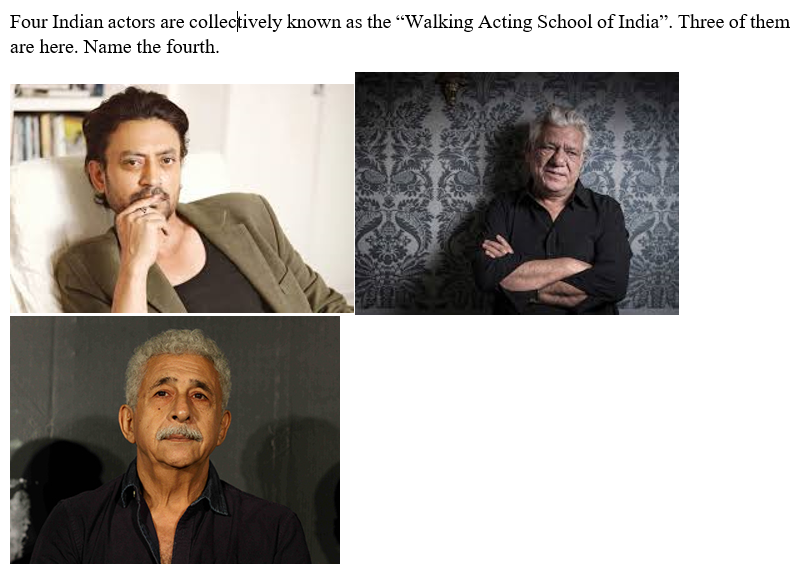 Four Indian actors are collectively known as the “Walking Acting School of India”. Three of them
are here. Name the fourth.